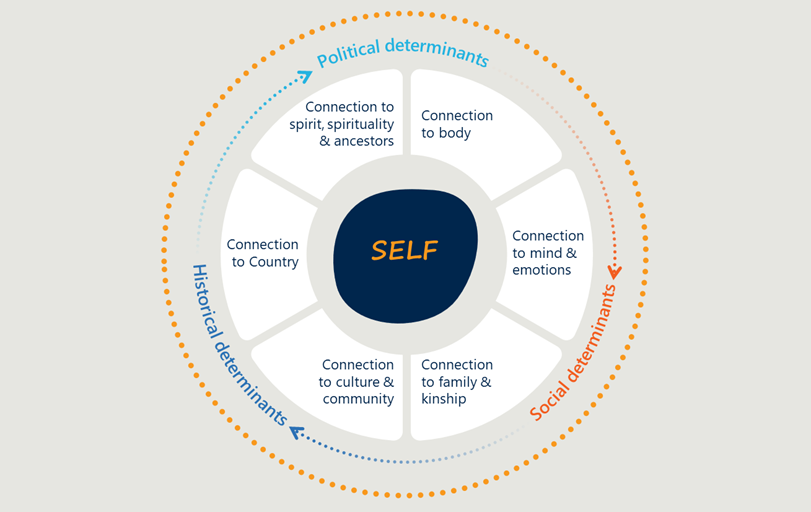 Political determinants
Connection to
spirit, spirituality
& ancestors
Connection
to body
Connection
to Country
SELF
Connection
to mind &
emotions
Historical determinants
Social determinants
Connection
to culture &
community
Connection
to family &
kinship